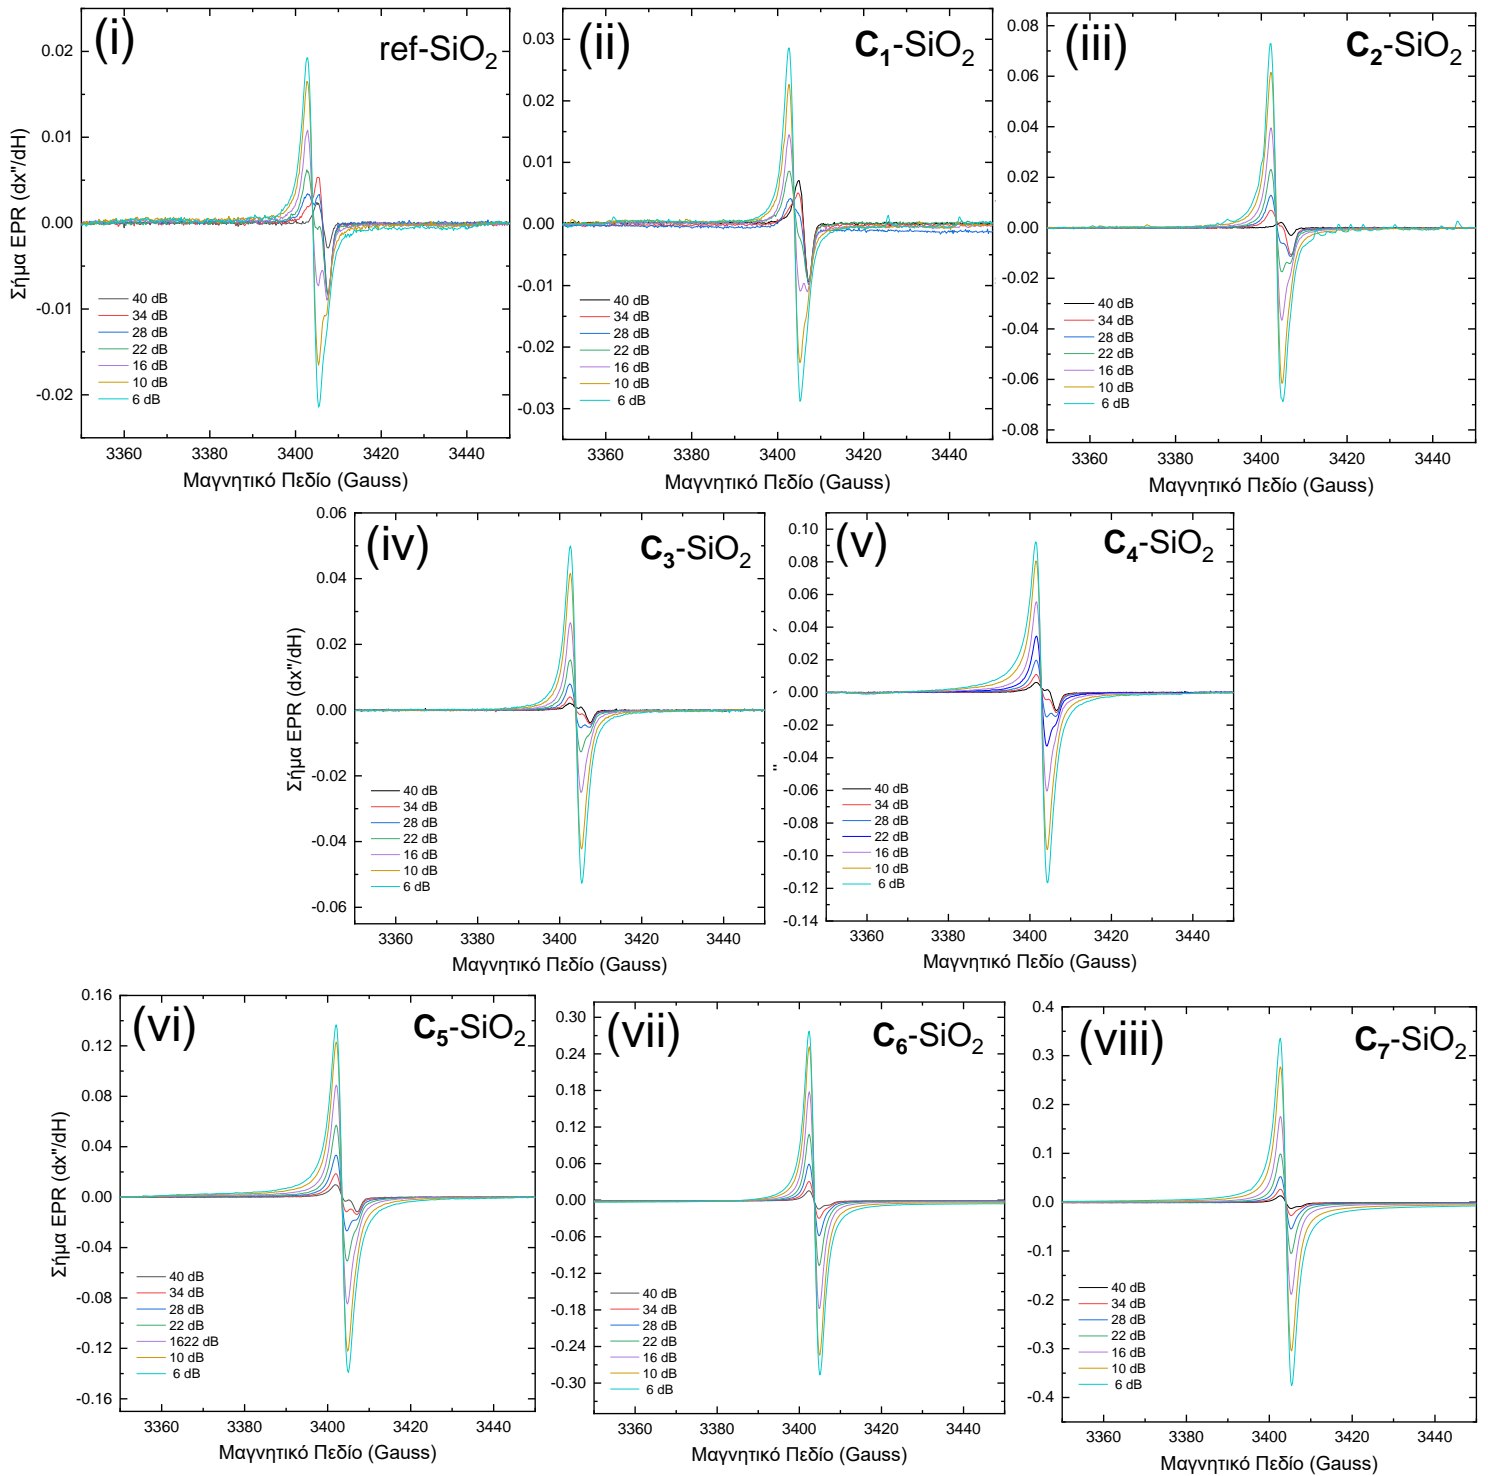 (i)
ref-SiO2
0.02
0.01
0.00
-0.01
-0.02
Σήμα EPR (dx"/dH)
40 dB
34 dB
28 dB
22 dB
16 dB
10 dB
6 dB
3360 3380 3400 3420 3440
Μαγνητικό Πεδίο (Gauss)
(ii)
C1-SiO2
0.03
0.02
0.01
0.00
-0.01
-0.02
-0.03
40 dB
34 dB
28 dB
22 dB
16 dB
10 dB
6 dB
3360 3380 3400 3420 3440
Μαγνητικό Πεδίο (Gauss)
(iii)
C2-SiO2
0.08
0.06
0.04
0.02
0.00
-0.02
-0.04
-0.06
-0.08
40 dB
34 dB
28 dB
22 dB
16 dB
10 dB
6 dB
3360 3380 3400 3420 3440
Μαγνητικό Πεδίο (Gauss)
(iv)
C3-SiO2
0.06
0.04
0.02
0.00
-0.02
-0.04
-0.06
Σήμα EPR (dx"/dH)
40 dB
34 dB
28 dB
22 dB
16 dB
10 dB
6 dB
3360 3380 3400 3420 3440
Μαγνητικό Πεδίο (Gauss)
(v)
C4-SiO2
0.10
0.08
0.06
0.04
0.02
0.00
-0.02
-0.04
-0.06
-0.08
-0.10
-0.12
-0.14
40 dB
34 dB
28 dB
22 dB
16 dB
10 dB
6 dB
3360 3380 3400 3420 3440
Μαγνητικό Πεδίο (Gauss)
(vi)
C5-SiO2
0.16
0.12
0.08
0.04
0.00
-0.04
-0.08
-0.12
-0.16
Σήμα EPR (dx"/dH)
40 dB
34 dB
28 dB
22 dB
1622 dB
10 dB
6 dB
3360 3380 3400 3420 3440
Μαγνητικό Πεδίο (Gauss)
(vii)
C6-SiO2
0.30
0.24
0.18
0.12
0.06
0.00
-0.06
-0.12
-0.18
-0.24
-0.30
40 dB
34 dB
28 dB
22 dB
16 dB
10 dB
6 dB
3360 3380 3400 3420 3440
Μαγνητικό Πεδίο (Gauss)
(viii)
C7-SiO2
0.4
0.3
0.2
0.1
0.0
-0.1
-0.2
-0.3
-0.4
40 dB
34 dB
28 dB
22 dB
16 dB
10 dB
6 dB
3360 3380 3400 3420 3440
Μαγνητικό Πεδίο (Gauss)